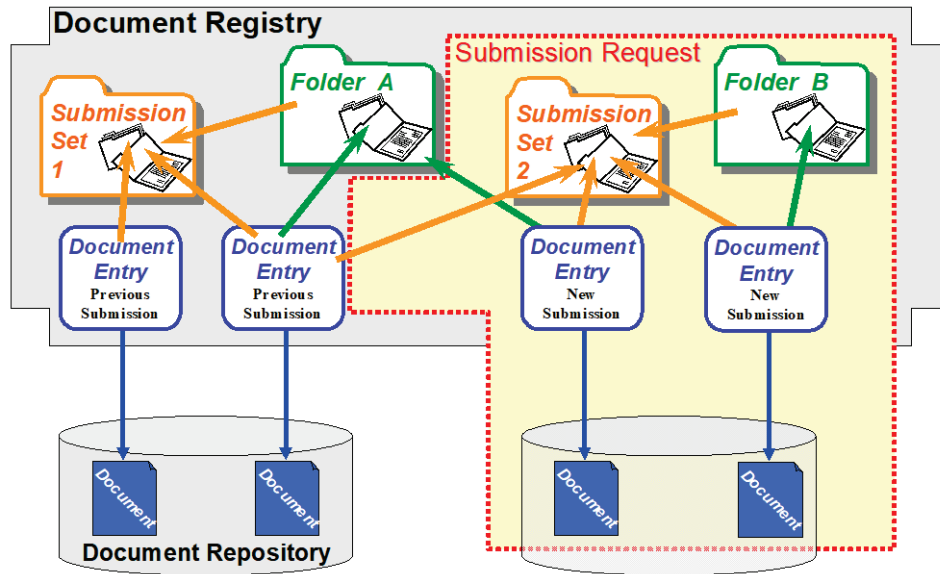 Document Registry
Submission Request
Folder A
Folder B
Submission
Set
1
Submission
Set
2
Document
Entry
Previous
Submission
Document
Entry
Previous
Submission
Document
Entry
New
Submission
Document
Entry
New
Submission
Document
Document
Document
Document
Document Repository